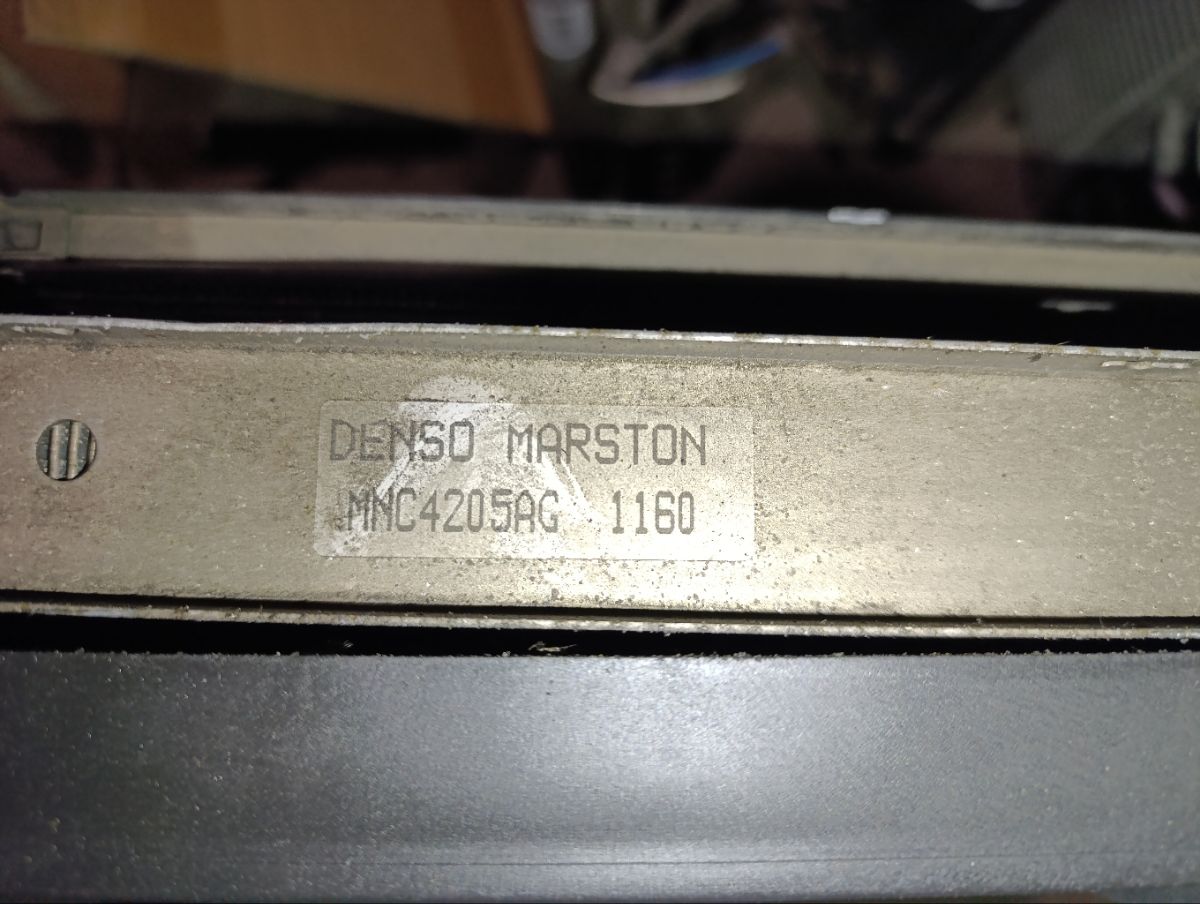 DENSO MARSTON
MNC4205AG 1160